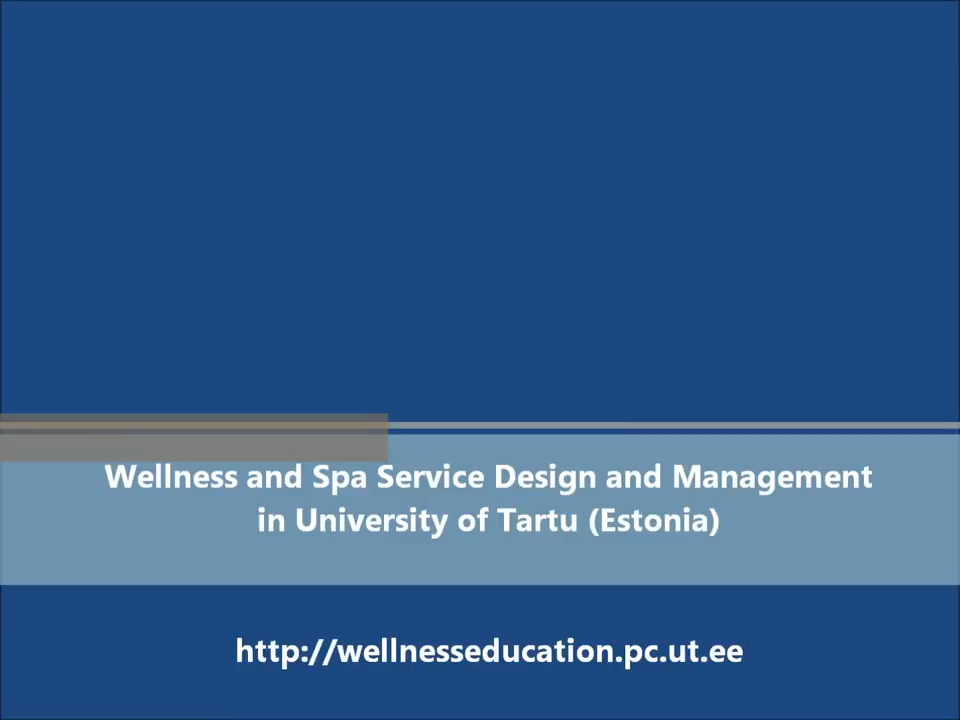 Wellness and Spa Service Design and Management
in University of Tartu (Estonia)
http://wellnesseducation.pc.ut.ee